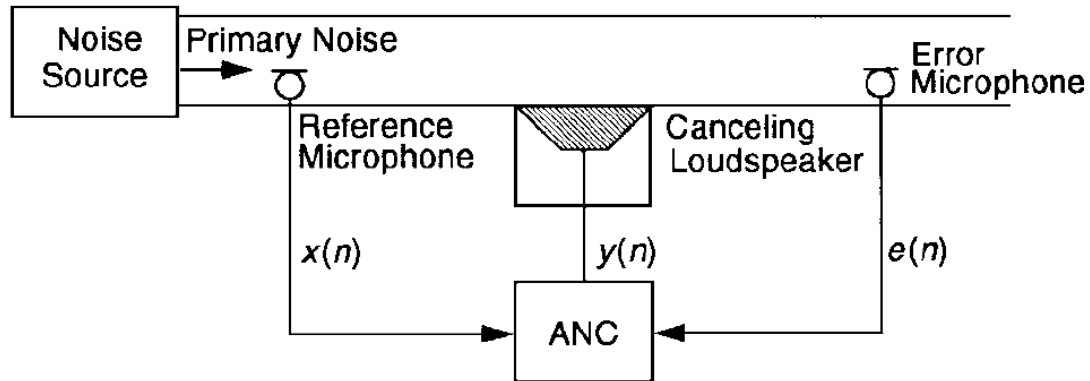 Noise
Source
Primary Noise
Reference
Microphone
Canceling
Loudspeaker
Error
Microphone
x(n)
y(n)
e(n)
ANC